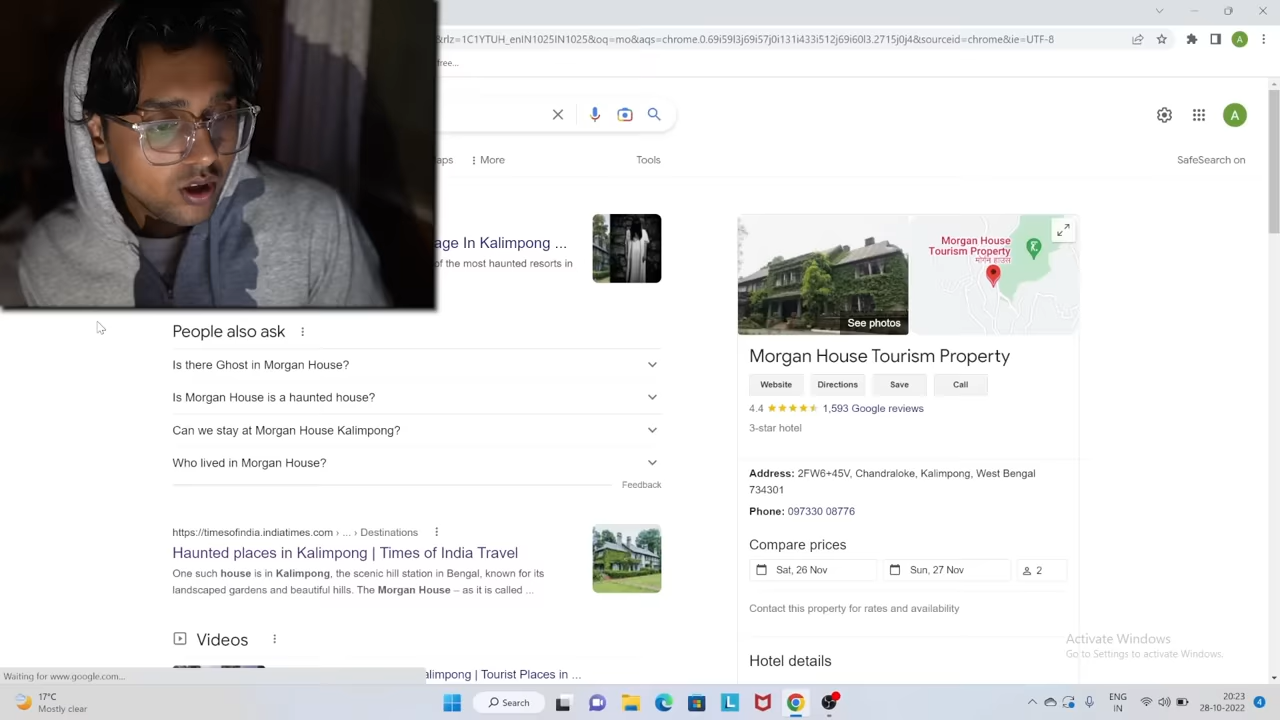 &rlz=1C1YTUH_enIN1025IN1025&oq=mo&aqs=chrome.0.69i59l3j69i57j0i131i433i512j69i60l3.2715j0j4&sourceid=chrome&ie=UTF-8
free...
A
aps
More
Tools
SafeSearch on
age In Kalimpong ...
of the most haunted resorts in
People also ask
Is there Ghost in Morgan House?
Is Morgan House is a haunted house?
Can we stay at Morgan House Kalimpong?
Who lived in Morgan House?
Feedback
https://timesofindia.indiatimes.com › ... › Destinations
Haunted places in Kalimpong | Times of India Travel
One such house is in Kalimpong, the scenic hill station in Bengal, known for its
landscaped gardens and beautiful hills. The Morgan House – as it is called ...
Videos
alimpong | Tourist Places in ...
See photos
Morgan House
Tourism Property
मोर्गन हाउस
Morgan House Tourism Property
Website
Directions
Save
Call
4.4
1,593 Google reviews
3-star hotel
Address: 2FW6+45V, Chandraloke, Kalimpong, West Bengal
734301
Phone: 097330 08776
Compare prices
Sat, 26 Nov
Sun, 27 Nov
2
Contact this property for rates and availability
Hotel details
Activate Windows
Go to Settings to activate Windows.
Waiting for www.google.com...
17°C
Mostly clear
Search
ENG
IN
20:23
28-10-2022
4